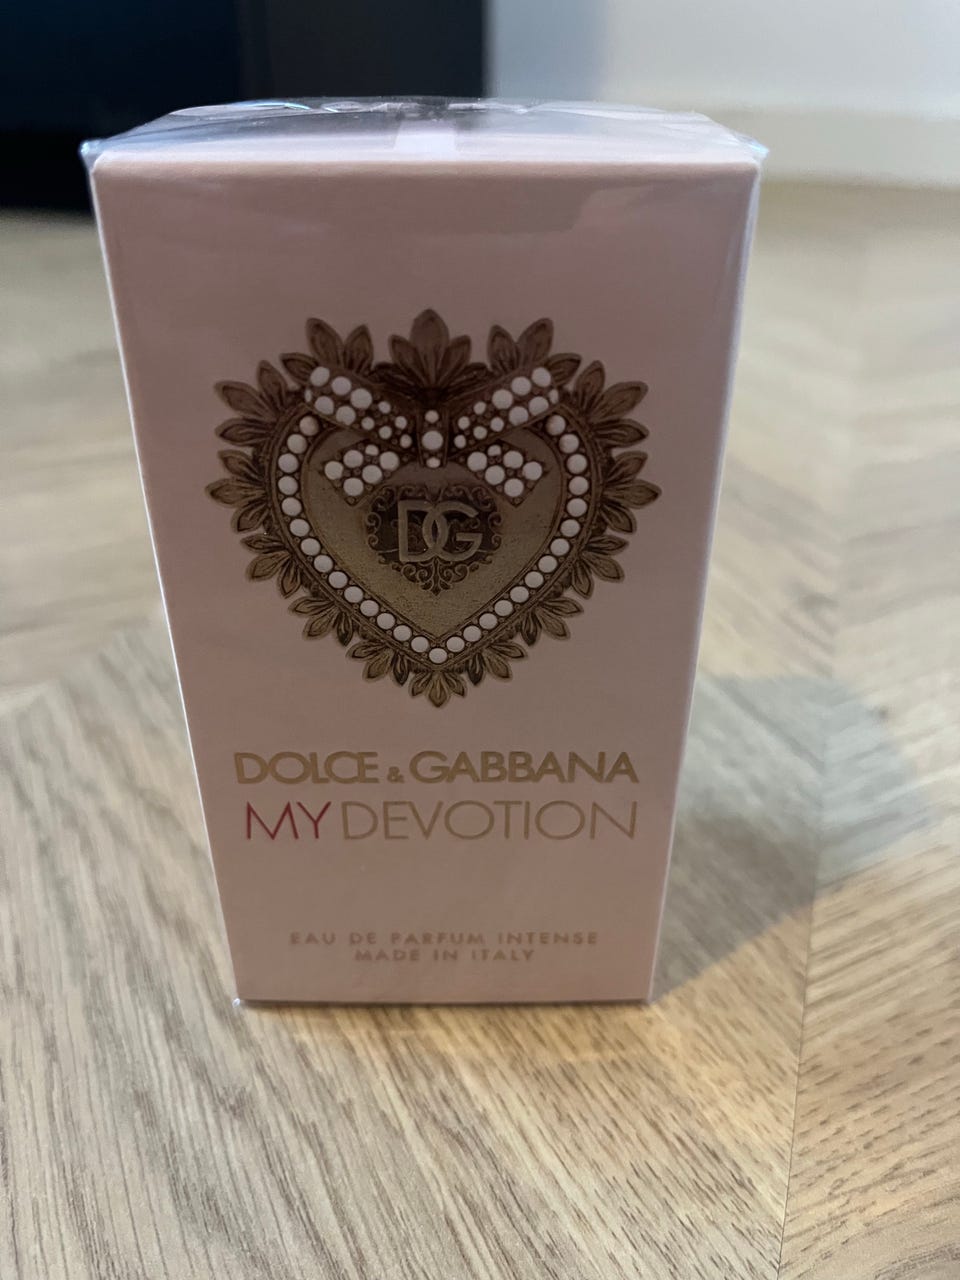 DG
DOLCE & GABBANA
MY DEVOTION
EAU DE PARFUM INTENSE
MADE IN ITALY